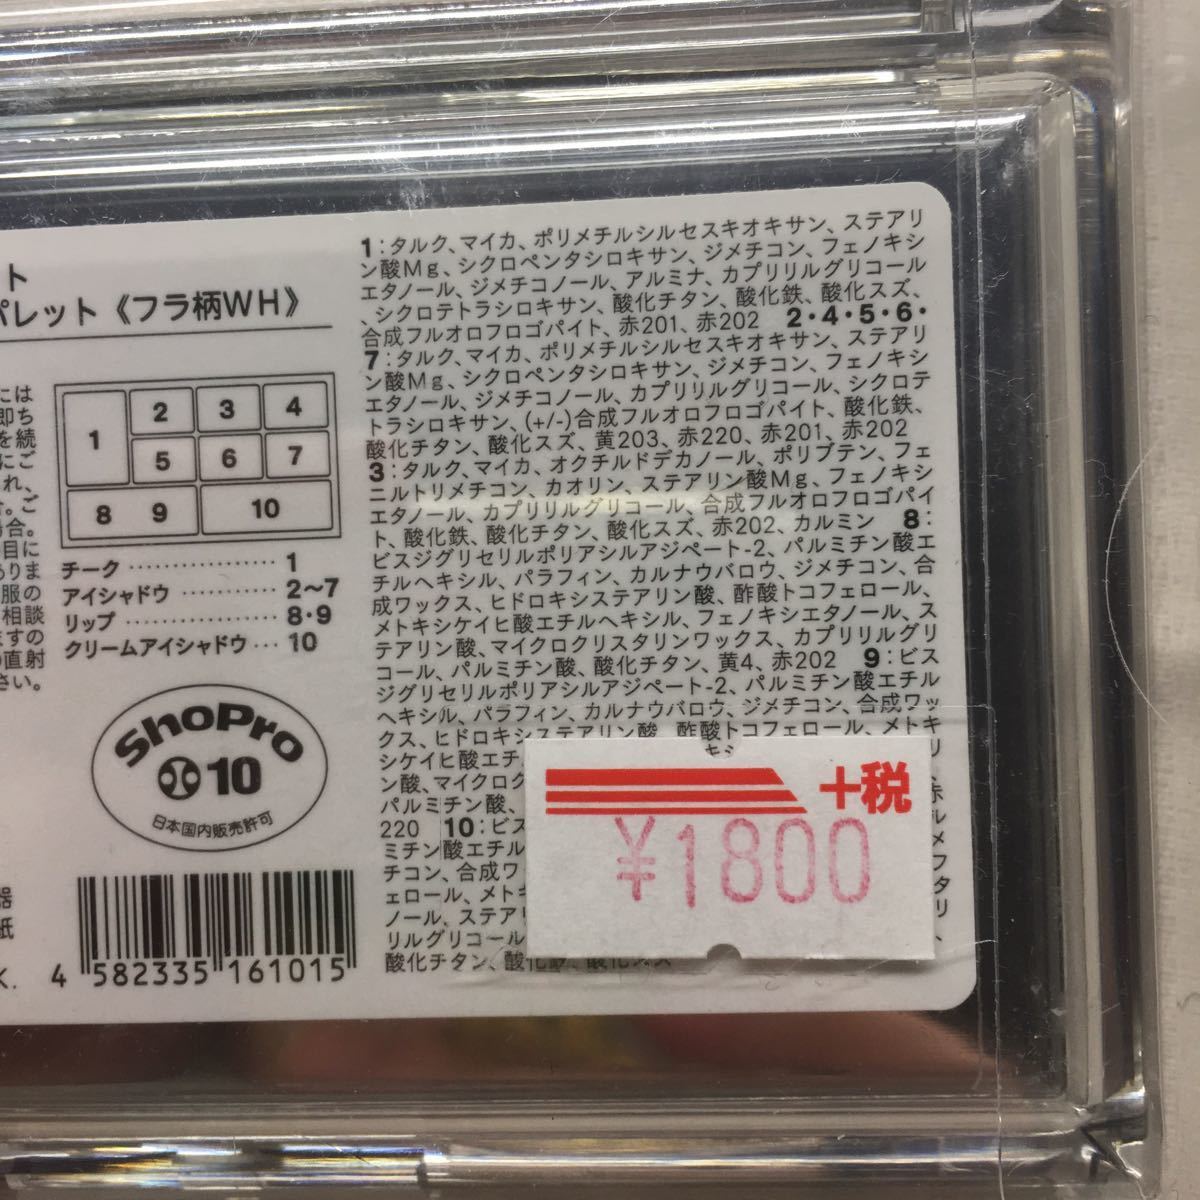 ト
パレット《フラ柄WH》
には
即ち
を続
にご
れ、
。ご
場合。
目に
ありま
服の
相談
ますの
の直射
さい。
1 2 3 4
5 6 7
8 9 10
チーク ・・・・・・・・・・・・・・・・ 1
アイシャドウ ・・・・・・・・・・ 2〜7
リップ ・・・・・・・・・・・・・・・・ 8・9
クリームアイシャドウ ・・・ 10
ShoPro
10
日本国内販売許可
器
紙
K.
4 582335 161015
1：タルク、マイカ、ポリメチルシルセスキオキサン、ステアリ
ン酸Mg、シクロペンタシロキサン、ジメチコン、フェノキシ
エタノール、ジメチコノール、アルミナ、カプリリルグリコール
、シクロテトラシロキサン、酸化チタン、酸化鉄、酸化スズ、
合成フルオロフロゴパイト、赤201、赤202 2・4・5・6・
7：タルク、マイカ、ポリメチルシルセスキオキサン、ステアリ
ン酸Mg、シクロペンタシロキサン、ジメチコン、フェノキシ
エタノール、ジメチコノール、カプリリルグリコール、シクロテ
トラシロキサン、(+/-)合成フルオロフロゴパイト、酸化鉄、
酸化チタン、酸化スズ、黄203、赤220、赤201、赤202
3：タルク、マイカ、オクチルドデカノール、ポリブテン、フェ
ニルトリメチコン、カオリン、ステアリン酸Mg、フェノキシ
エタノール、カプリリルグリコール、合成フルオロフロゴパイ
ト、酸化鉄、酸化チタン、酸化スズ、赤202、カルミン 8：
ビスジグリセリルポリアシルアジペート-2、パルミチン酸エ
チルヘキシル、パラフィン、カルナウバロウ、ジメチコン、合
成ワックス、ヒドロキシステアリン酸、酢酸トコフェロール、
メトキシケイヒ酸エチルヘキシル、フェノキシエタノール、ス
テアリン酸、マイクロクリスタリンワックス、カプリリルグリ
コール、パルミチン酸、酸化チタン、黄4、赤202 9：ビス
ジグリセリルポリアシルアジペート-2、パルミチン酸エチル
ヘキシル、パラフィン、カルナウバロウ、ジメチコン、合成ワッ
クス、ヒドロキシステアリン酸、酢酸トコフェロール、メトキ
シケイヒ酸エチ
ン酸、マイクロク
パルミチン酸、
220 10：ビス
ミチン酸エチル
チコン、合成ワ
ェロール、メトキ
ノール、ステアリ
リルグリコール
酸化チタン、酸化鉄、酸化スズ
+税
¥1800